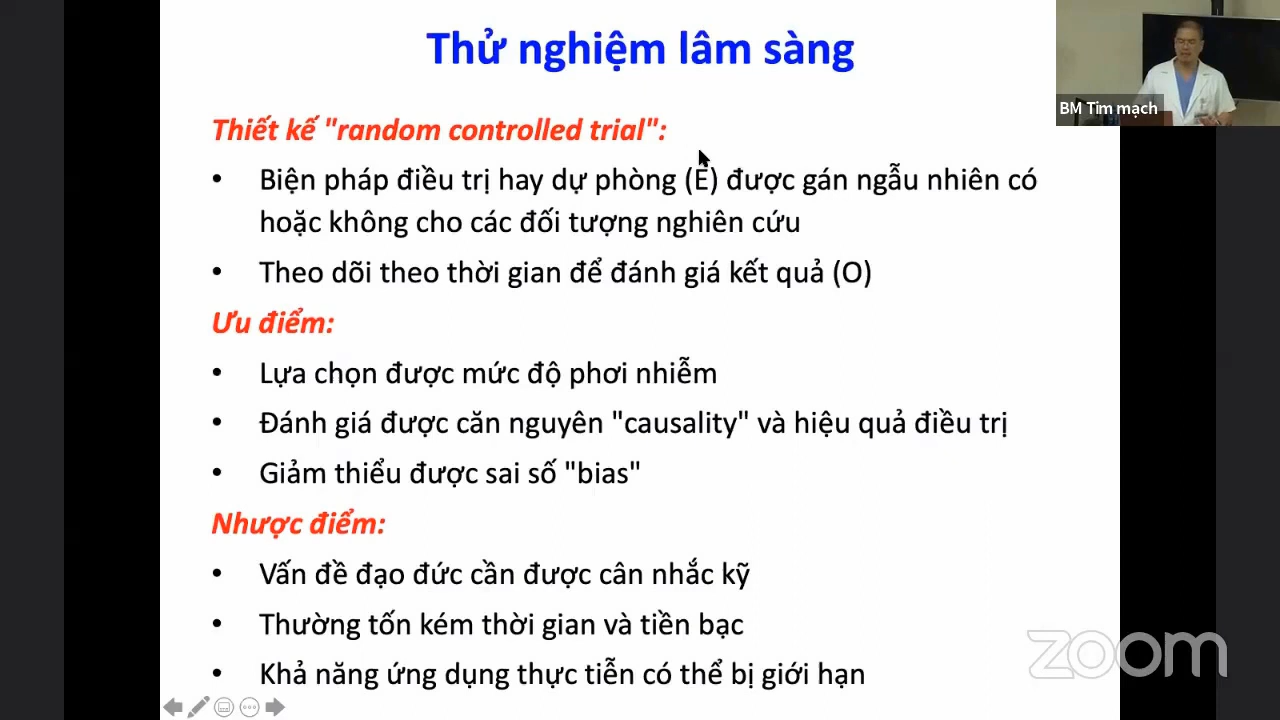 Thử nghiệm lâm sàng
BM Tim mạch
Thiết kế "random controlled trial":
• Biện pháp điều trị hay dự phòng (E) được gán ngẫu nhiên có
hoặc không cho các đối tượng nghiên cứu
• Theo dõi theo thời gian để đánh giá kết quả (O)
Ưu điểm:
• Lựa chọn được mức độ phơi nhiễm
• Đánh giá được căn nguyên "causality" và hiệu quả điều trị
• Giảm thiểu được sai số "bias"
Nhược điểm:
• Vấn đề đạo đức cần được cân nhắc kỹ
• Thường tốn kém thời gian và tiền bạc
• Khả năng ứng dụng thực tiễn có thể bị giới hạn
zoom